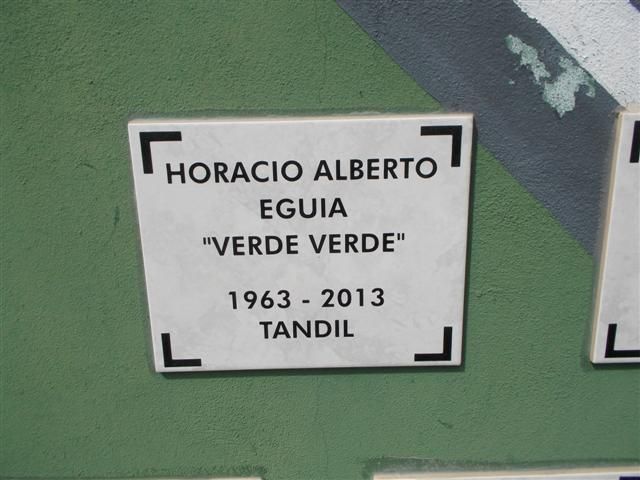 HORACIO ALBERTO
EGUIA
"VERDE VERDE"
1963 - 2013
TANDIL